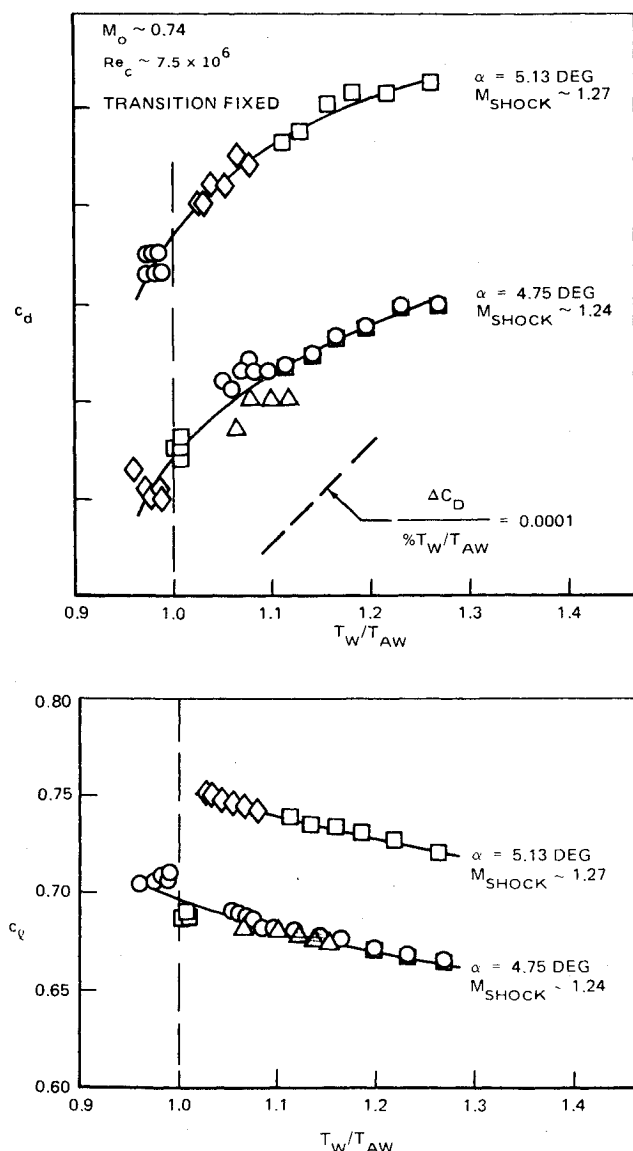 M₀ ~ 0.74
Re_c ~ 7.5 x 10⁶
TRANSITION FIXED
α = 5.13 DEG
M_SHOCK ~ 1.27
α = 4.75 DEG
M_SHOCK ~ 1.24
c_d
ΔC_D
%T_W/T_AW
= 0.0001
0.9 1.0 1.1 1.2 1.3 1.4
T_W/T_AW
0.80
0.75
0.70
0.65
0.60
c_ℓ
α = 5.13 DEG
M_SHOCK ~ 1.27
α = 4.75 DEG
M_SHOCK ~ 1.24
0.9 1.0 1.1 1.2 1.3 1.4
T_W/T_AW